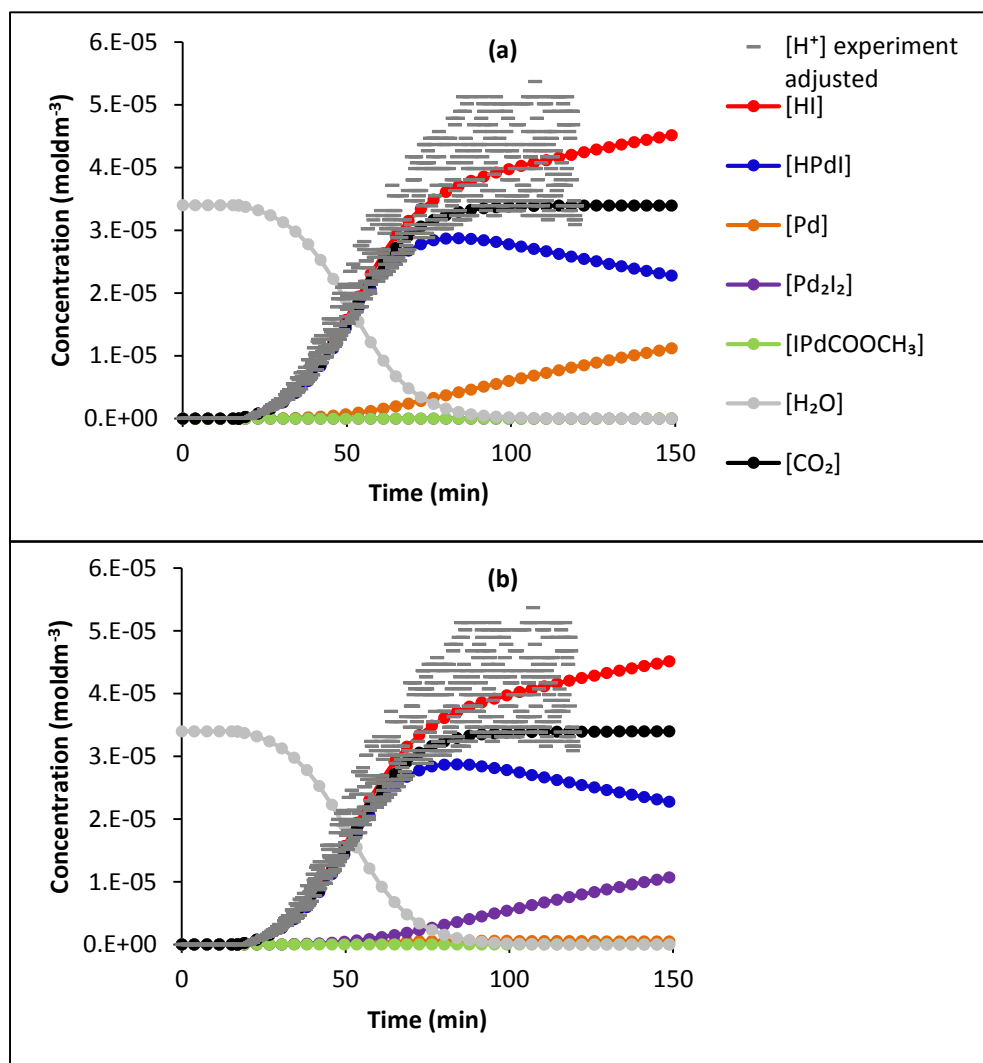 (a)
6.E-05
5.E-05
4.E-05
3.E-05
2.E-05
1.E-05
0.E+00
Concentration (moldm⁻³)
0 50 100 150
Time (min)
[H⁺] experiment
adjusted
[HI]
[HPdI]
[Pd]
[Pd₂I₂]
[IPdCOOCH₃]
[H₂O]
[CO₂]
(b)
6.E-05
5.E-05
4.E-05
3.E-05
2.E-05
1.E-05
0.E+00
Concentration (moldm⁻³)
0 50 100 150
Time (min)